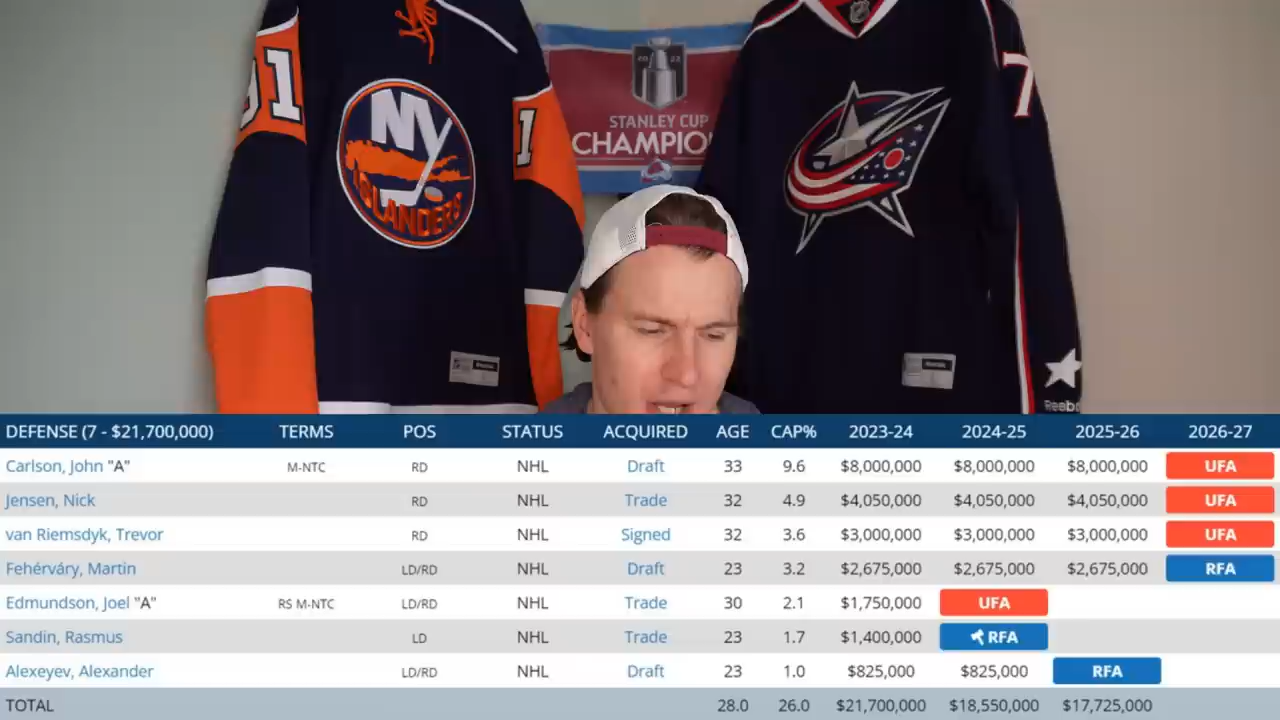 91
1
7
NY
ISLANDERS
2022
STANLEY CUP
CHAMPIO
Reebo
DEFENSE (7 - $21,700,000) TERMS POS STATUS ACQUIRED AGE CAP% 2023-24 2024-25 2025-26 2026-27
Carlson, John "A" M-NTC RD NHL Draft 33 9.6 $8,000,000 $8,000,000 $8,000,000 UFA
Jensen, Nick RD NHL Trade 32 4.9 $4,050,000 $4,050,000 $4,050,000 UFA
van Riemsdyk, Trevor RD NHL Signed 32 3.6 $3,000,000 $3,000,000 $3,000,000 UFA
Fehérváry, Martin LD/RD NHL Draft 23 3.2 $2,675,000 $2,675,000 $2,675,000 RFA
Edmundson, Joel "A" RS M-NTC LD/RD NHL Trade 30 2.1 $1,750,000 UFA
Sandin, Rasmus LD NHL Trade 23 1.7 $1,400,000 RFA
Alexeyev, Alexander LD/RD NHL Draft 23 1.0 $825,000 $825,000 RFA
TOTAL 28.0 26.0 $21,700,000 $18,550,000 $17,725,000